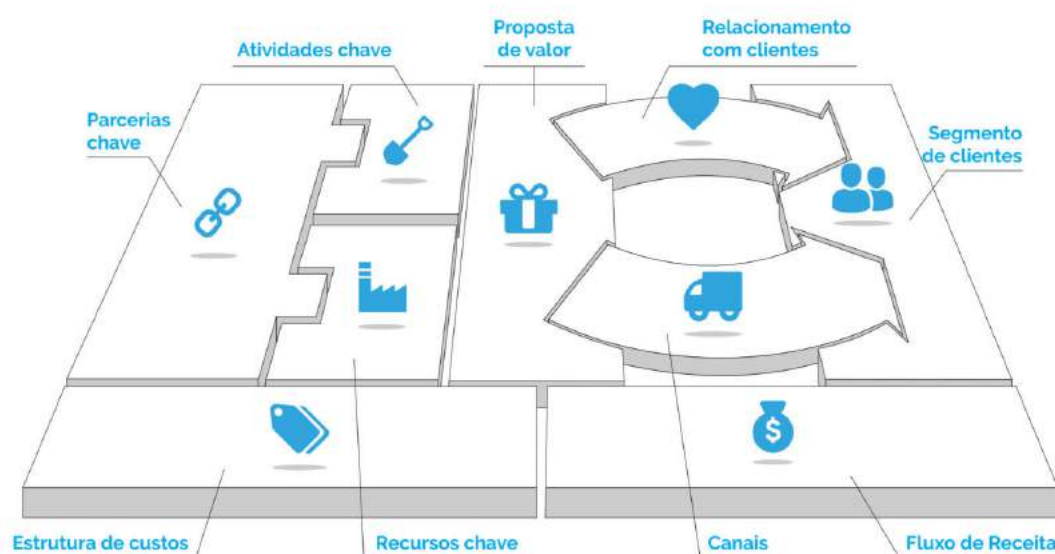 Atividades chave
Proposta
de valor
Relacionamento
com clientes
Parcerias
chave
Segmento
de clientes
$
Estrutura de custos
Recursos chave
Canais
Fluxo de Receita